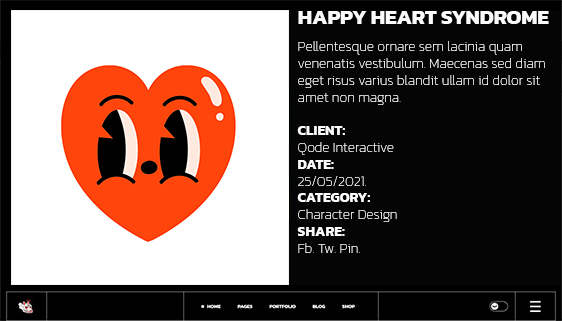 HAPPY HEART SYNDROME
Pellentesque ornare sem lacinia quam
venenatis vestibulum. Maecenas sed diam
eget risus varius blandit ullam id dolor sit
amet non magna.
CLIENT:
Qode Interactive
DATE:
25/05/2021.
CATEGORY:
Character Design
SHARE:
Fb. Tw. Pin.
HOME PAGES PORTFOLIO BLOG SHOP